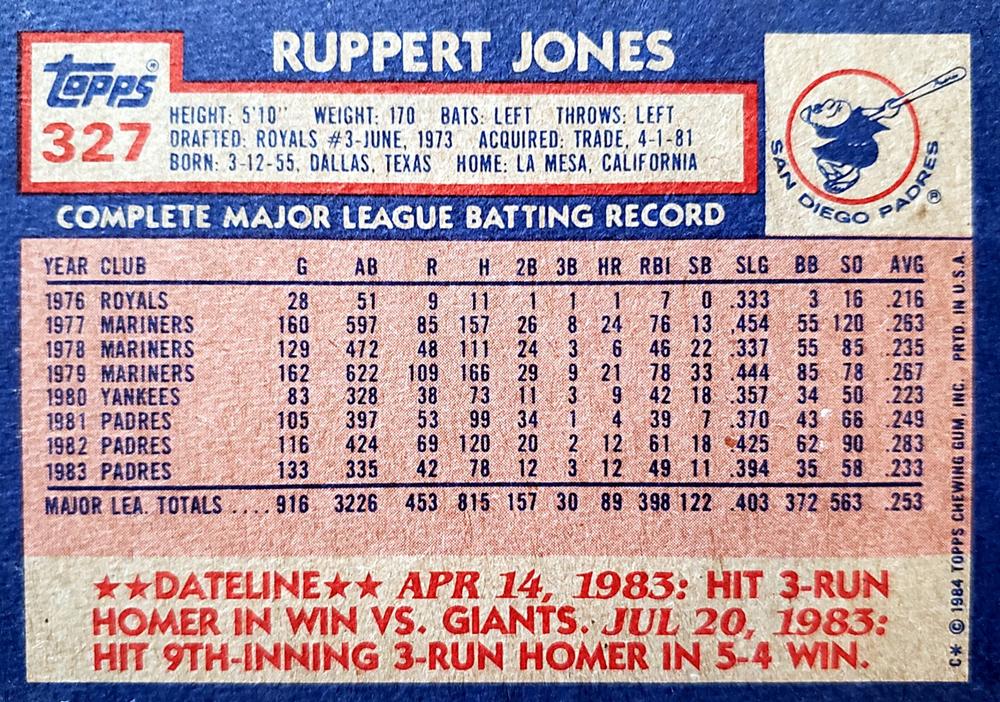 RUPPERT JONES
Topps®
327
HEIGHT: 5'10" WEIGHT: 170 BATS: LEFT THROWS: LEFT
DRAFTED: ROYALS #3-JUNE, 1973 ACQUIRED: TRADE, 4-1-81
BORN: 3-12-55, DALLAS, TEXAS HOME: LA MESA, CALIFORNIA
SAN DIEGO PADRES ®
COMPLETE MAJOR LEAGUE BATTING RECORD
YEAR CLUB G AB R H 2B 3B HR RBI SB SLG BB SO AVG
1976 ROYALS 28 51 9 11 1 1 1 7 0 .333 3 16 .216
1977 MARINERS 160 597 85 157 26 8 24 76 13 .454 55 120 .263
1978 MARINERS 129 472 48 111 24 3 6 46 22 .337 55 85 .235
1979 MARINERS 162 622 109 166 29 9 21 78 33 .444 85 78 .267
1980 YANKEES 83 328 38 73 11 3 9 42 18 .357 34 50 .223
1981 PADRES 105 397 53 99 34 1 4 39 7 .370 43 66 .249
1982 PADRES 116 424 69 120 20 2 12 61 18 .425 62 90 .283
1983 PADRES 133 335 42 78 12 3 12 49 11 .394 35 58 .233
MAJOR LEA. TOTALS .... 916 3226 453 815 157 30 89 398 122 .403 372 563 .253
★★DATELINE★★ APR 14, 1983: HIT 3-RUN
HOMER IN WIN VS. GIANTS. JUL 20, 1983:
HIT 9TH-INNING 3-RUN HOMER IN 5-4 WIN.
C* © 1984 TOPPS CHEWING GUM, INC. PRTD. IN U.S.A.